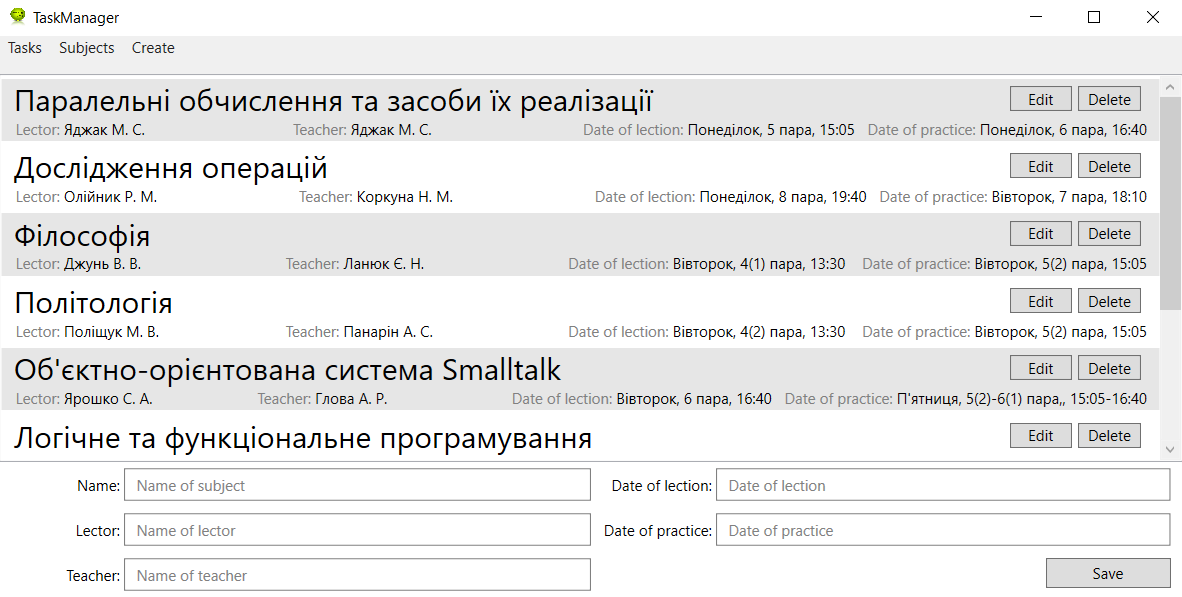 TaskManager
Tasks Subjects Create
Паралельні обчислення та засоби їх реалізації Edit Delete
Lector: Яджак М. С. Teacher: Яджак М. С. Date of lection: Понеділок, 5 пара, 15:05 Date of practice: Понеділок, 6 пара, 16:40
Дослідження операцій Edit Delete
Lector: Олійник Р. М. Teacher: Коркуна Н. М. Date of lection: Понеділок, 8 пара, 19:40 Date of practice: Вівторок, 7 пара, 18:10
Філософія Edit Delete
Lector: Джунь В. В. Teacher: Ланюк Є. Н. Date of lection: Вівторок, 4(1) пара, 13:30 Date of practice: Вівторок, 5(2) пара, 15:05
Політологія Edit Delete
Lector: Поліщук М. В. Teacher: Панарін А. С. Date of lection: Вівторок, 4(2) пара, 13:30 Date of practice: Вівторок, 5(2) пара, 15:05
Об'єктно-орієнтована система Smalltalk Edit Delete
Lector: Ярошко С. А. Teacher: Глова А. Р. Date of lection: Вівторок, 6 пара, 16:40 Date of practice: П'ятниця, 5(2)-6(1) пара,, 15:05-16:40
Логічне та функціональне програмування Edit Delete
Name: Name of subject Date of lection: Date of lection
Lector: Name of lector Date of practice: Date of practice
Teacher: Name of teacher Save